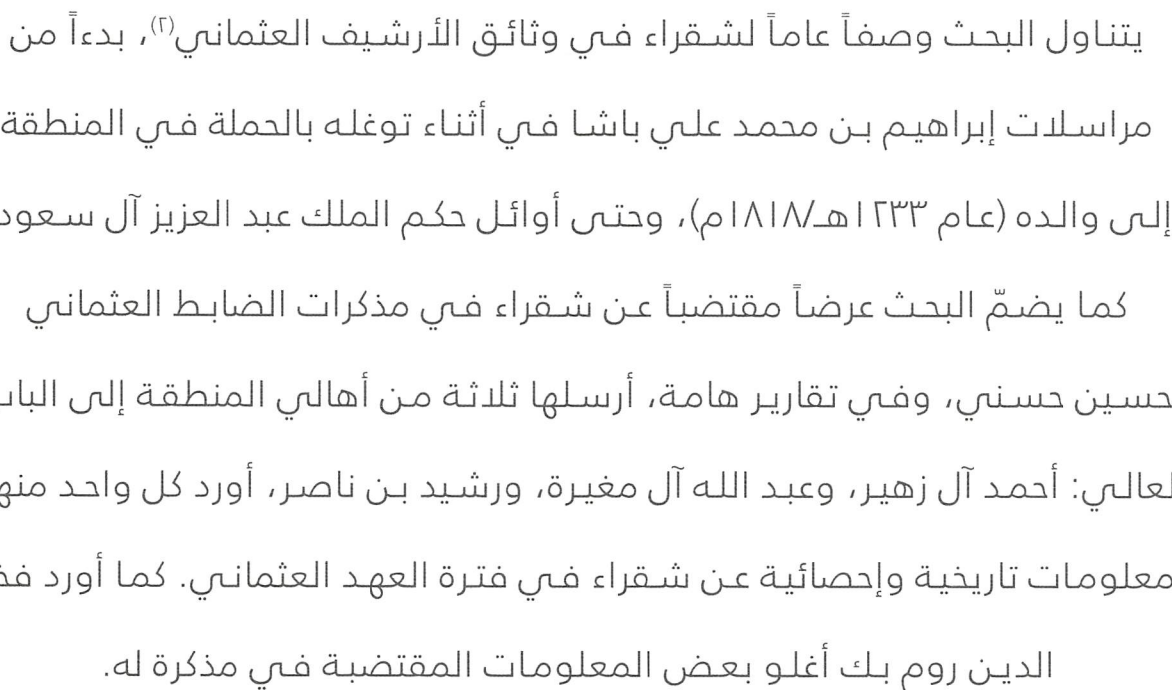 يتناول البحث وصفاً عاماً لشقراء في وثائق الأرشيف العثماني(٢)، بدءاً من
مراسلات إبراهيم بن محمد علي باشا في أثناء توغله بالحملة في المنطقة
إلى والده (عام ١٢٣٣هـ/١٨١٨م)، وحتى أوائل حكم الملك عبد العزيز آل سعود
كما يضمّ البحث عرضاً مقتضباً عن شقراء في مذكرات الضابط العثماني
حسين حسني، وفي تقارير هامة، أرسلها ثلاثة من أهالي المنطقة إلى
لعالي: أحمد آل زهير، وعبد الله آل مغيرة، ورشيد بن ناصر، أورد كل واحد
معلومات تاريخية وإحصائية عن شقراء في فترة العهد العثماني. كما أورد
الدين روم بك أغلو بعض المعلومات المقتضبة في مذكرة له.